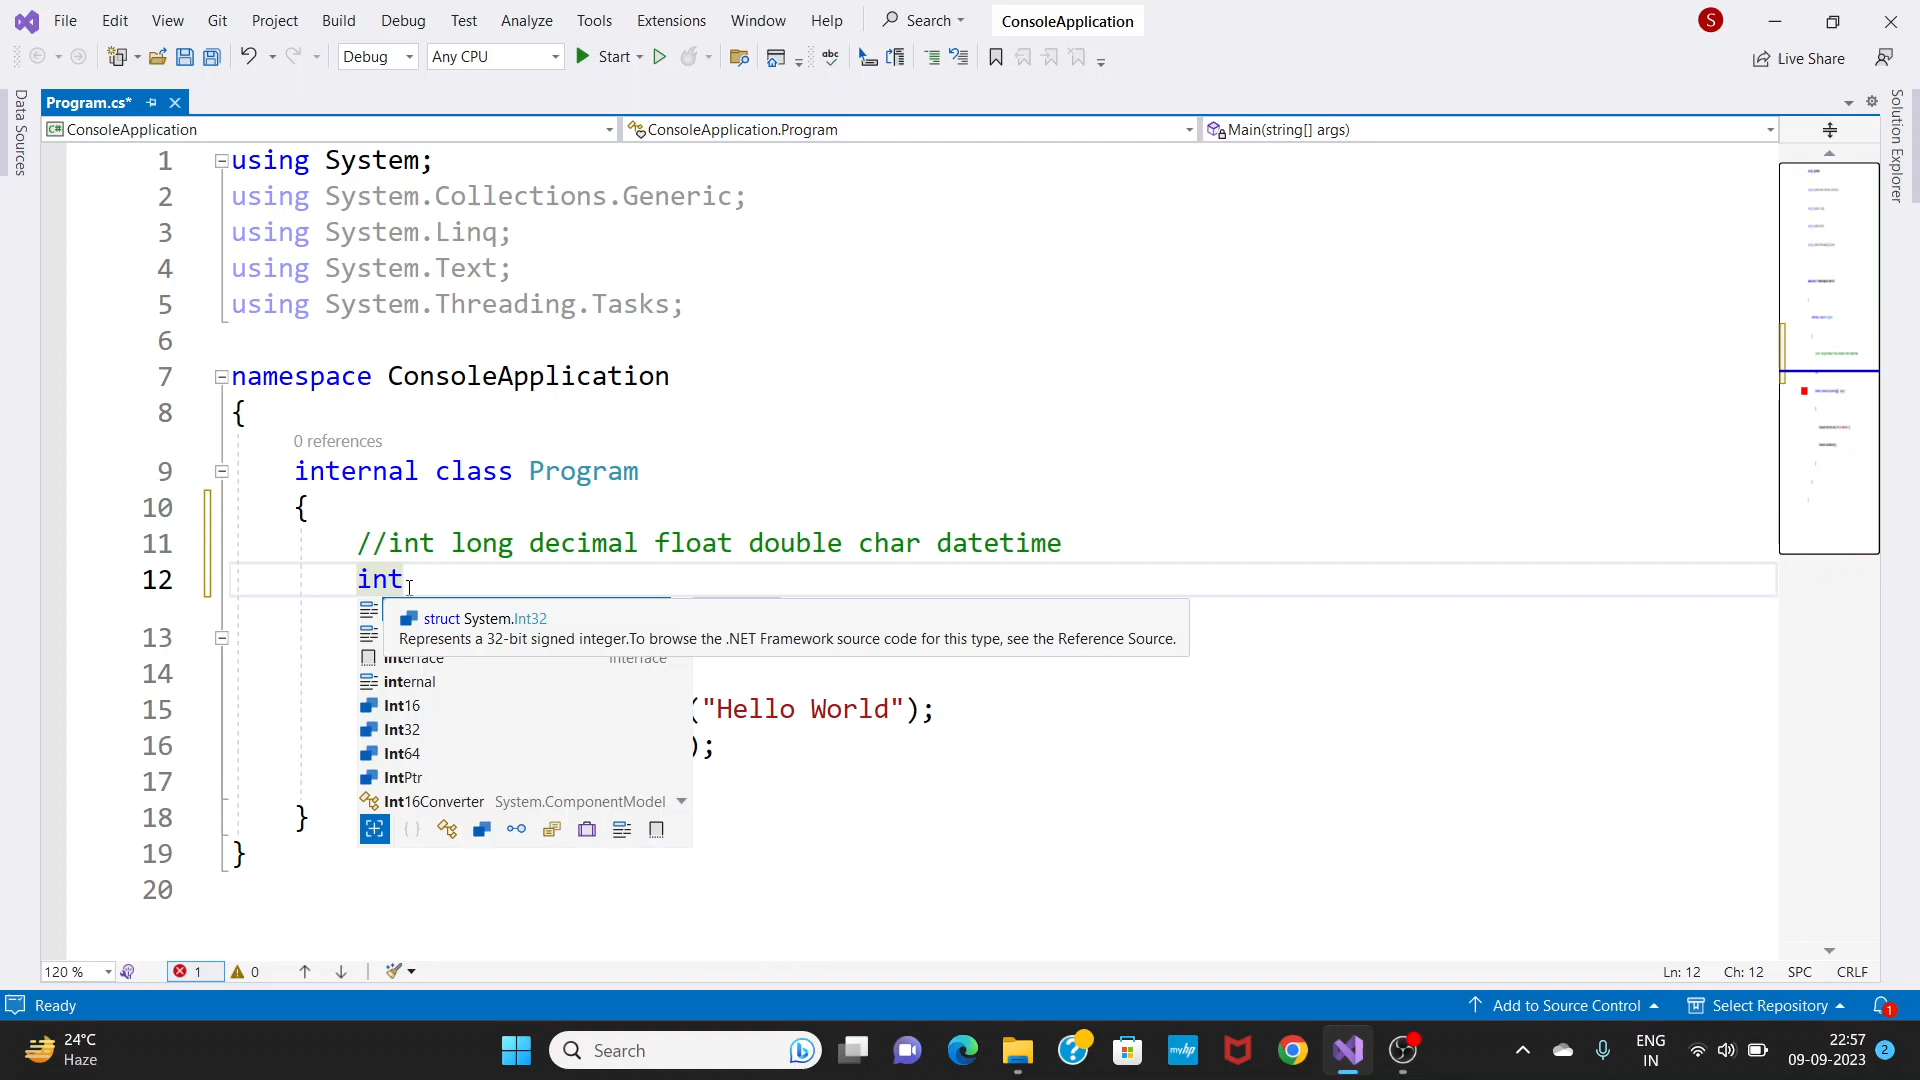 File Edit View Git Project Build Debug Test Analyze Tools Extensions Window Help Search ConsoleApplication S
Debug Any CPU Start abc Live Share
Data Sources
Program.cs*
Solution Explorer
C# ConsoleApplication ConsoleApplication.Program Main(string[] args)
1 using System;
2 using System.Collections.Generic;
3 using System.Linq;
4 using System.Text;
5 using System.Threading.Tasks;
6
7 namespace ConsoleApplication
8 {
0 references
9 internal class Program
10 {
11 //int long decimal float double char datetime
12 int
struct System.Int32
Represents a 32-bit signed integer.To browse the .NET Framework source code for this type, see the Reference Source.
13
interface Interface
14
internal
15 ("Hello World");
Int16
Int32
16 );
Int64
17
IntPtr
Int16Converter System.ComponentModel
18 }
19 }
20
120 % 1 0 Ln: 12 Ch: 12 SPC CRLF
Ready Add to Source Control Select Repository 1
24°C
Haze
Search
myhp
ENG
IN
22:57
09-09-2023
2